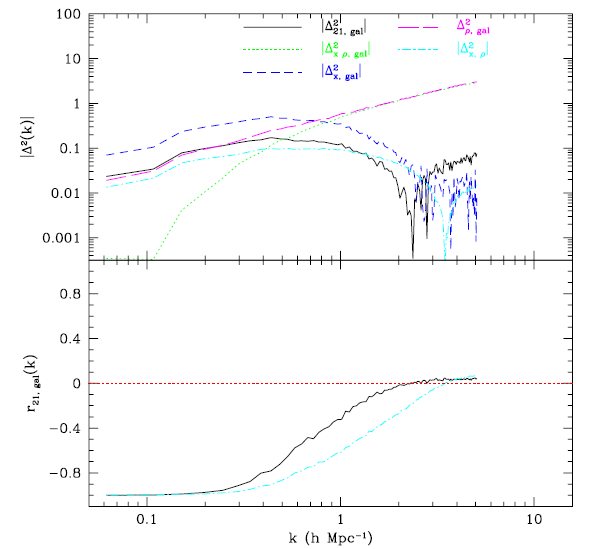 100
10
1
0.1
0.01
0.001
|Δ²(k)|
|Δ²₂₁, gal|
|Δ²ₓ ρ, gal|
|Δ²ₓ, gal|
Δ²ρ, gal
|Δ²ₓ, ρ|
0.8
0.4
0
−0.4
−0.8
r₂₁, gal(k)
0.1
1
10
k (h Mpc⁻¹)